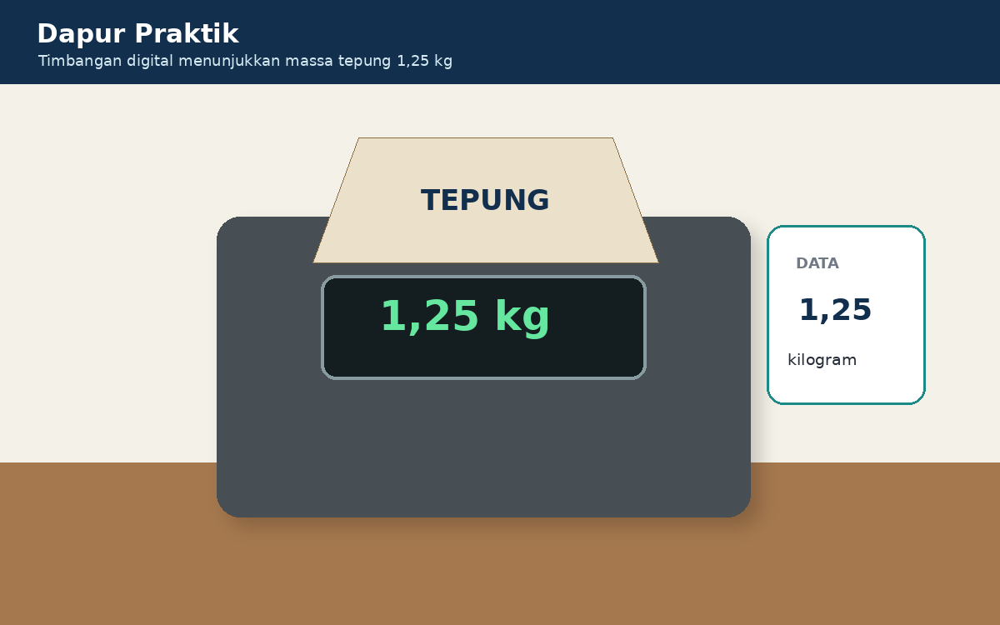 Dapur Praktik
Timbangan digital menunjukkan massa tepung 1,25 kg
TEPUNG
1,25 kg
DATA
1,25
kilogram